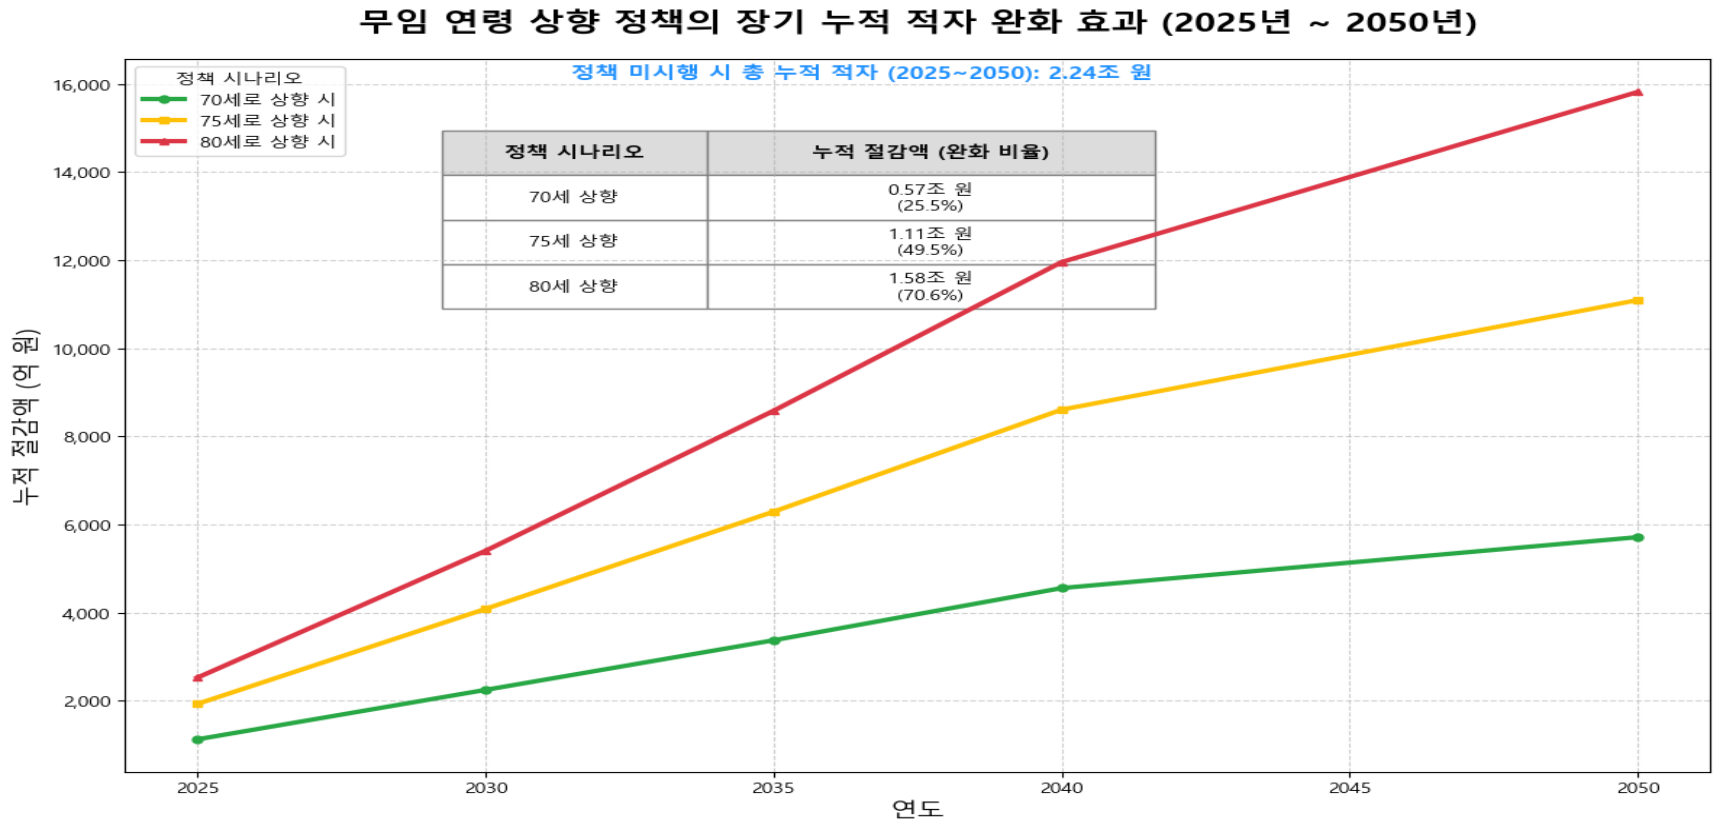 무임 연령 상향 정책의 장기 누적 적자 완화 효과 (2025년 ~ 2050년)
정책 미시행 시 총 누적 적자 (2025~2050): 2.24조 원
정책 시나리오
70세로 상향 시
75세로 상향 시
80세로 상향 시
정책 시나리오 누적 절감액 (완화 비율)
70세 상향 0.57조 원
(25.5%)
75세 상향 1.11조 원
(49.5%)
80세 상향 1.58조 원
(70.6%)
누적 절감액 (억 원)
16,000
14,000
12,000
10,000
8,000
6,000
4,000
2,000
2025 2030 2035 2040 2045 2050
연도